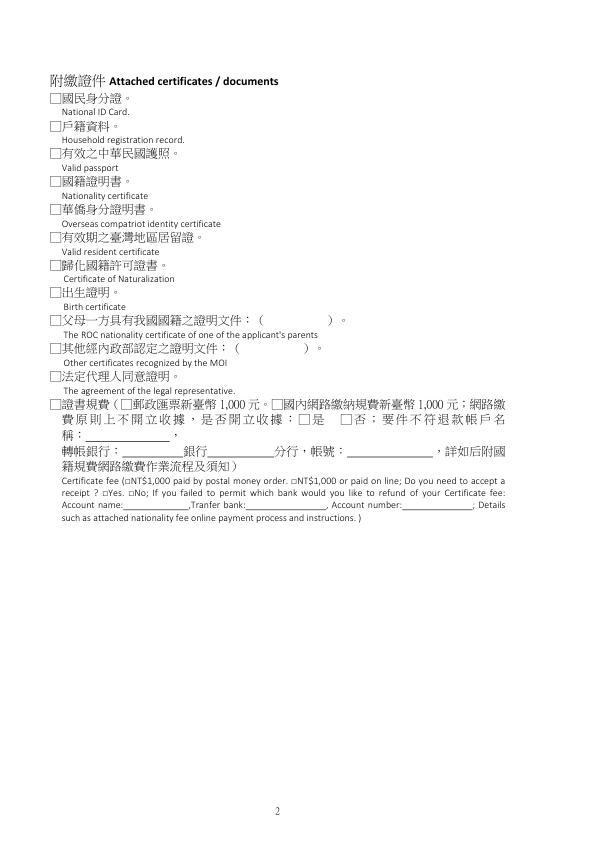 附繳證件 Attached certificates / documents
□國民身分證。
National ID Card.
□戶籍資料。
Household registration record.
□有效之中華民國護照。
Valid passport
□國籍證明書。
Nationality certificate
□華僑身分證明書。
Overseas compatriot identity certificate
□有效期之臺灣地區居留證。
Valid resident certificate
□歸化國籍許可證書。
Certificate of Naturalization
□出生證明。
Birth certificate
□父母一方具有我國國籍之證明文件：（　　　　　）。
The ROC nationality certificate of one of the applicant's parents
□其他經內政部認定之證明文件：（　　　　　）。
Other certificates recognized by the MOI
□法定代理人同意證明。
The agreement of the legal representative.
□證書規費（□郵政匯票新臺幣 1,000 元。□國內網路繳納規費新臺幣 1,000 元；網路繳
費原則上不開立收據，是否開立收據：□是　□否；要件不符退款帳戶名
稱：____________，
轉帳銀行：________銀行__________分行，帳號：____________，詳如后附國
籍規費網路繳費作業流程及須知）
Certificate fee (□NT$1,000 paid by postal money order. □NT$1,000 or paid on line; Do you need to accept a
receipt ? □Yes. □No; If you failed to permit which bank would you like to refund of your Certificate fee:
Account name:______________,Tranfer bank:________________, Account number:______________; Details
such as attached nationality fee online payment process and instructions. )
2